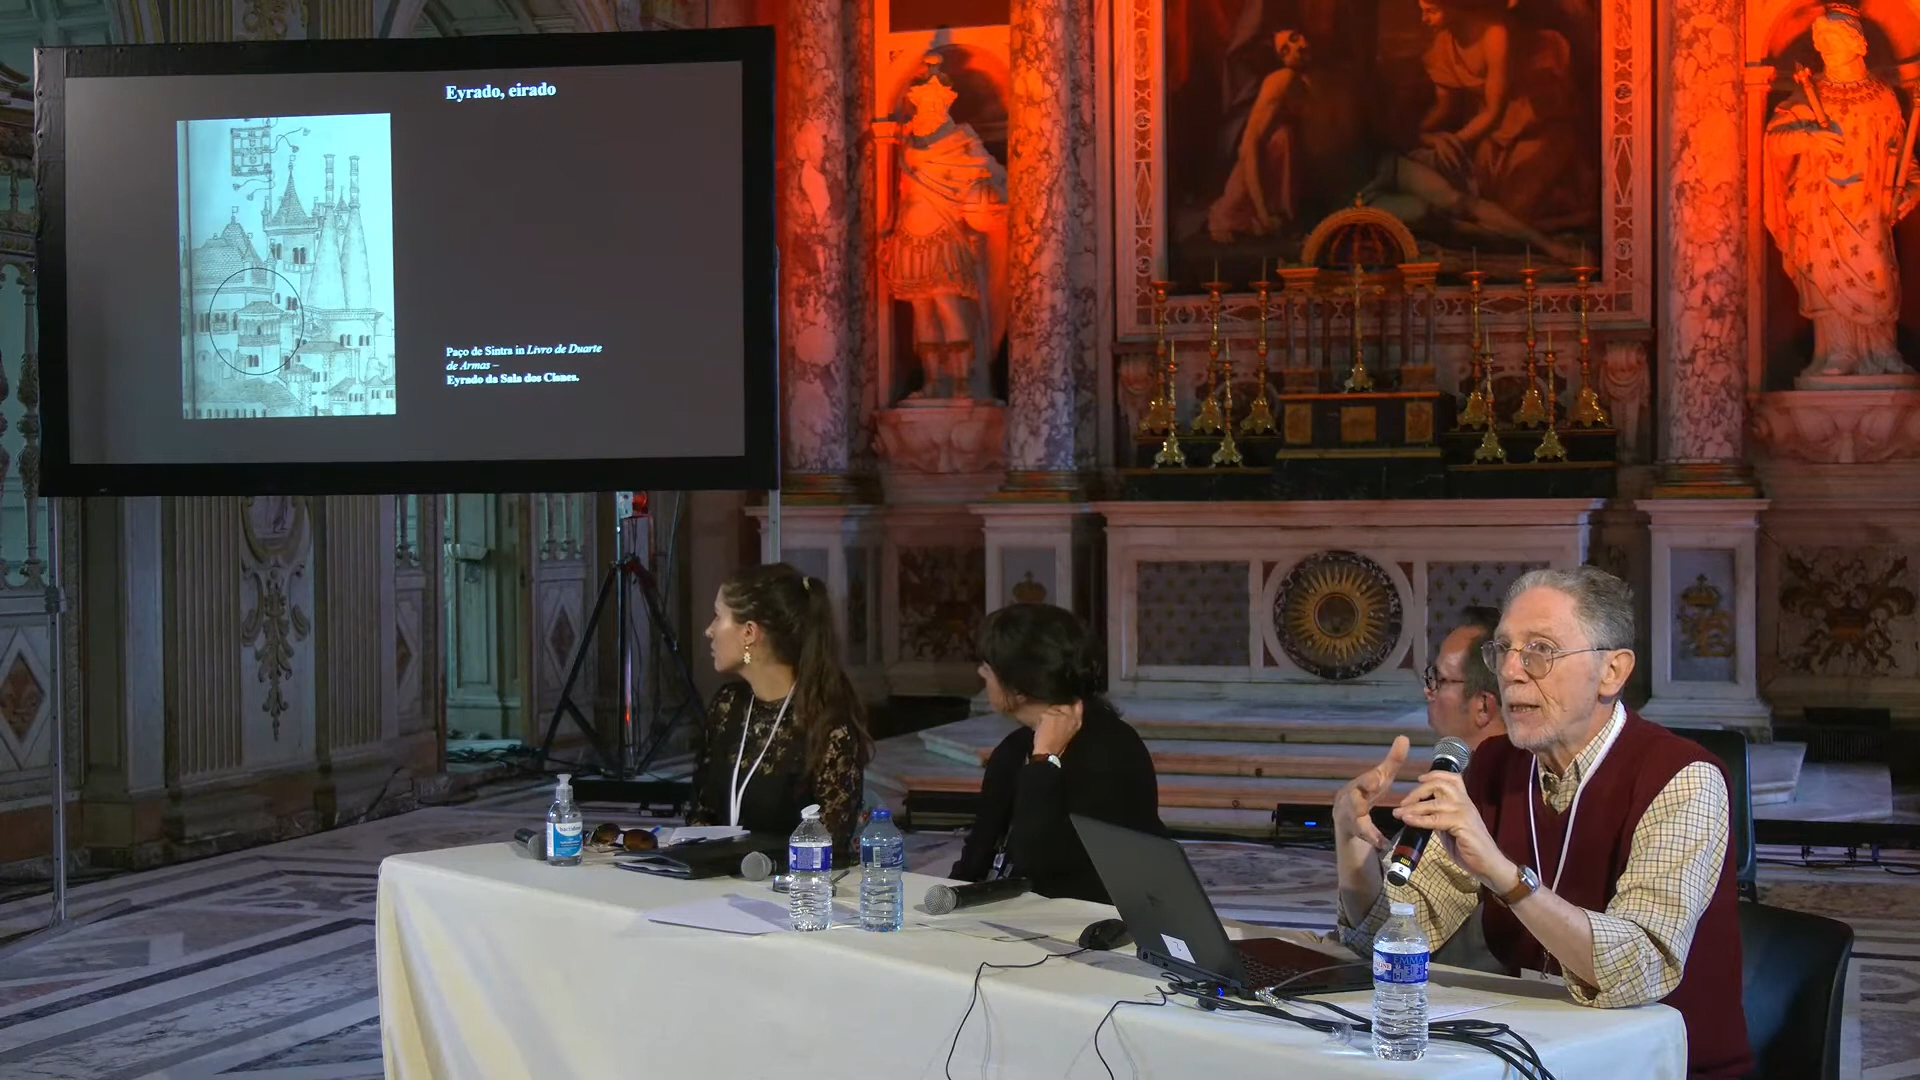 Eyrado, eirado
Paço de Sintra in Livro de Duarte
de Armas –
Eyrado da Sala dos Cisnes.